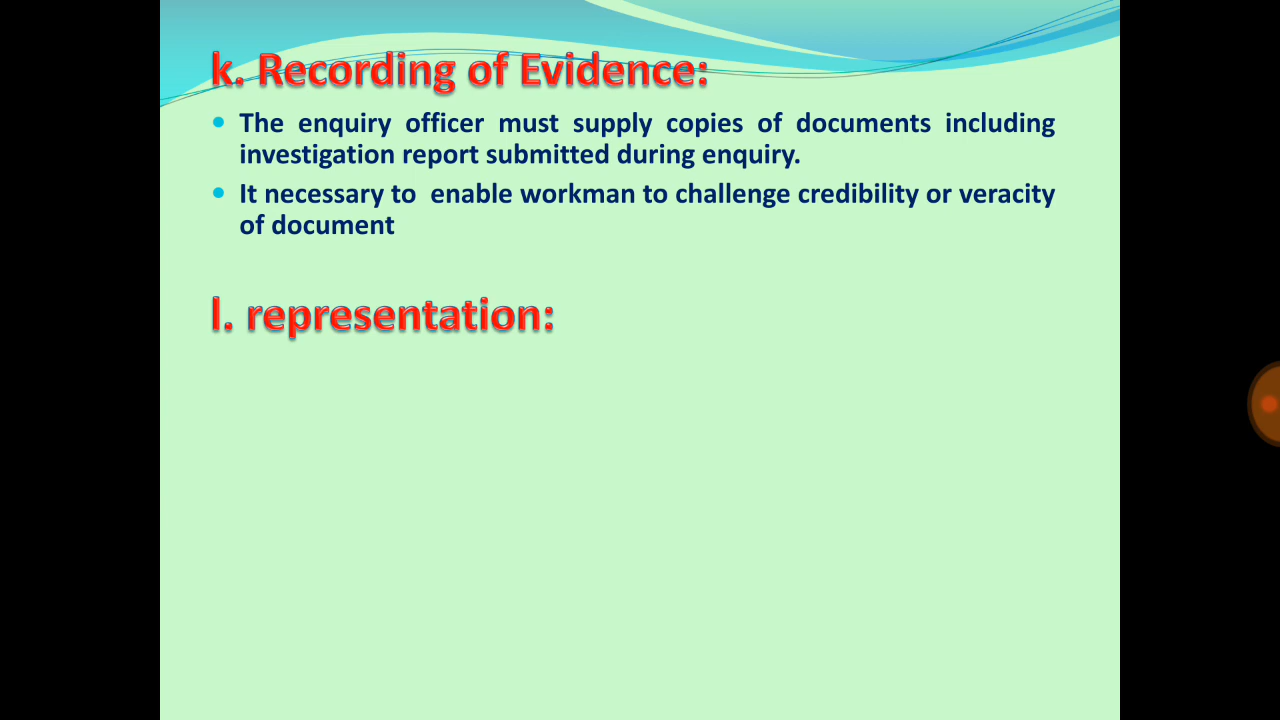 k. Recording of Evidence:
The enquiry officer must supply copies of documents including
investigation report submitted during enquiry.
It necessary to enable workman to challenge credibility or veracity
of document
l. representation: